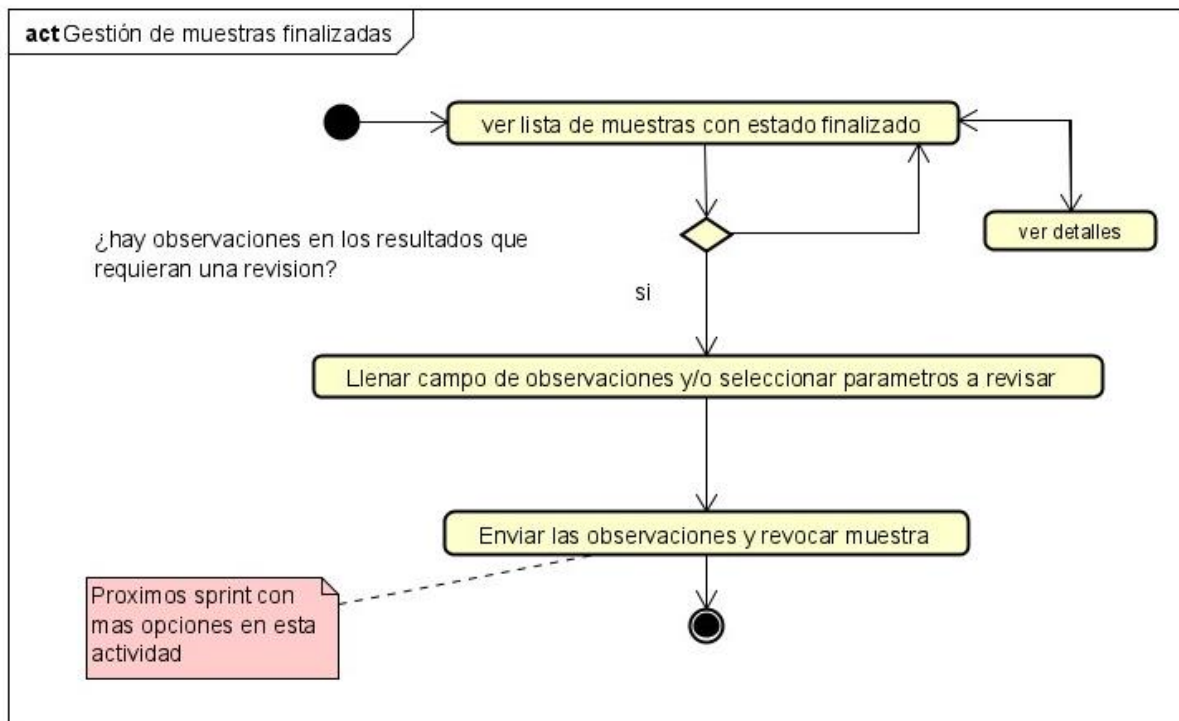 act Gestión de muestras finalizadas
ver lista de muestras con estado finalizado
ver detalles
¿hay observaciones en los resultados que
requieran una revision?
si
Llenar campo de observaciones y/o seleccionar parametros a revisar
Enviar las observaciones y revocar muestra
Proximos sprint con
mas opciones en esta
actividad